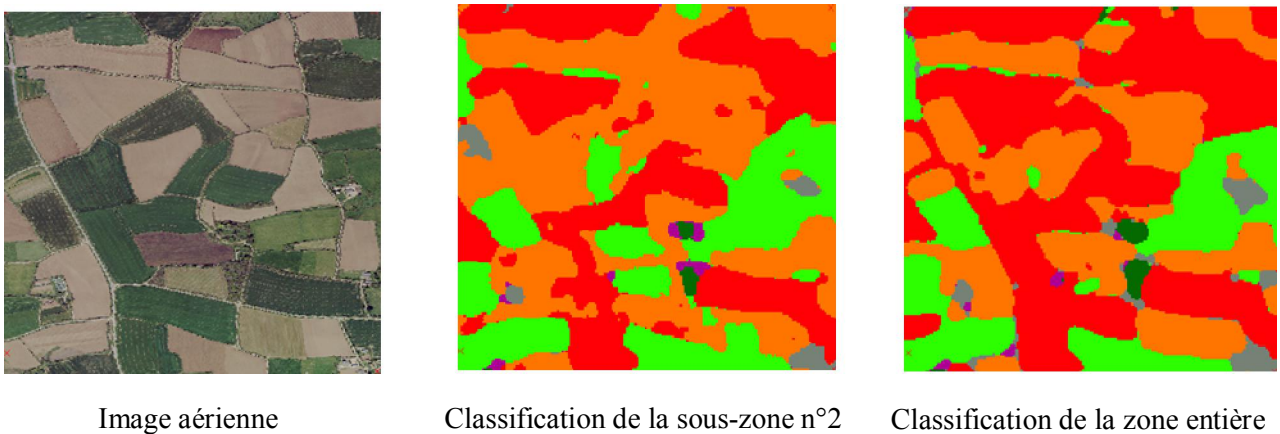 Image aérienne
Classification de la sous-zone n°2
Classification de la zone entière